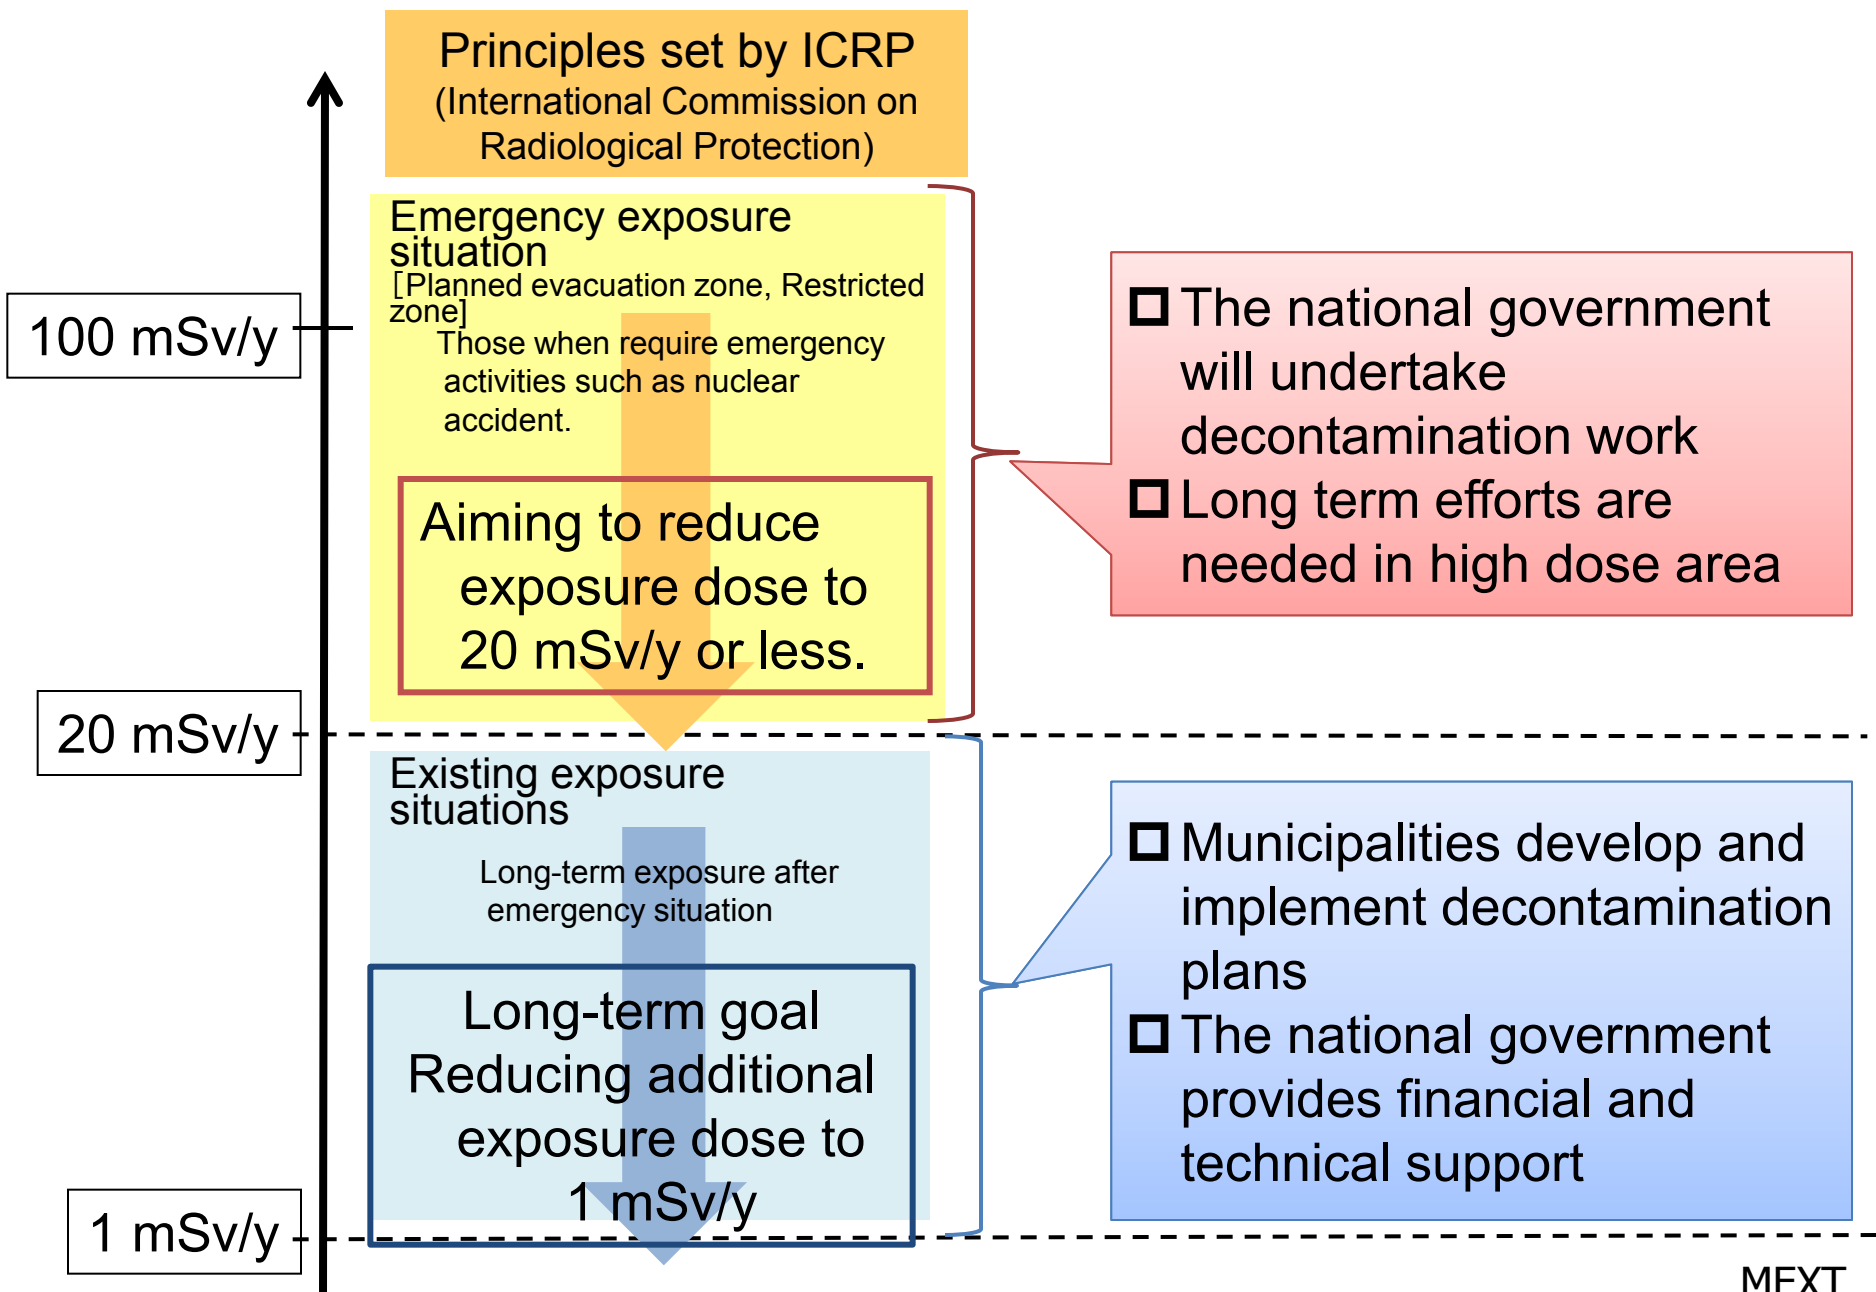 Principles set by ICRP
(International Commission on
Radiological Protection)
Emergency exposure
situation
[Planned evacuation zone, Restricted
zone]
Those when require emergency
activities such as nuclear
accident.
100 mSv/y
Aiming to reduce
exposure dose to
20 mSv/y or less.
☐ The national government
will undertake
decontamination work
☐ Long term efforts are
needed in high dose area
20 mSv/y
Existing exposure
situations
Long-term exposure after
emergency situation
Long-term goal
Reducing additional
exposure dose to
1 mSv/y
☐ Municipalities develop and
implement decontamination
plans
☐ The national government
provides financial and
technical support
1 mSv/y
MEXT